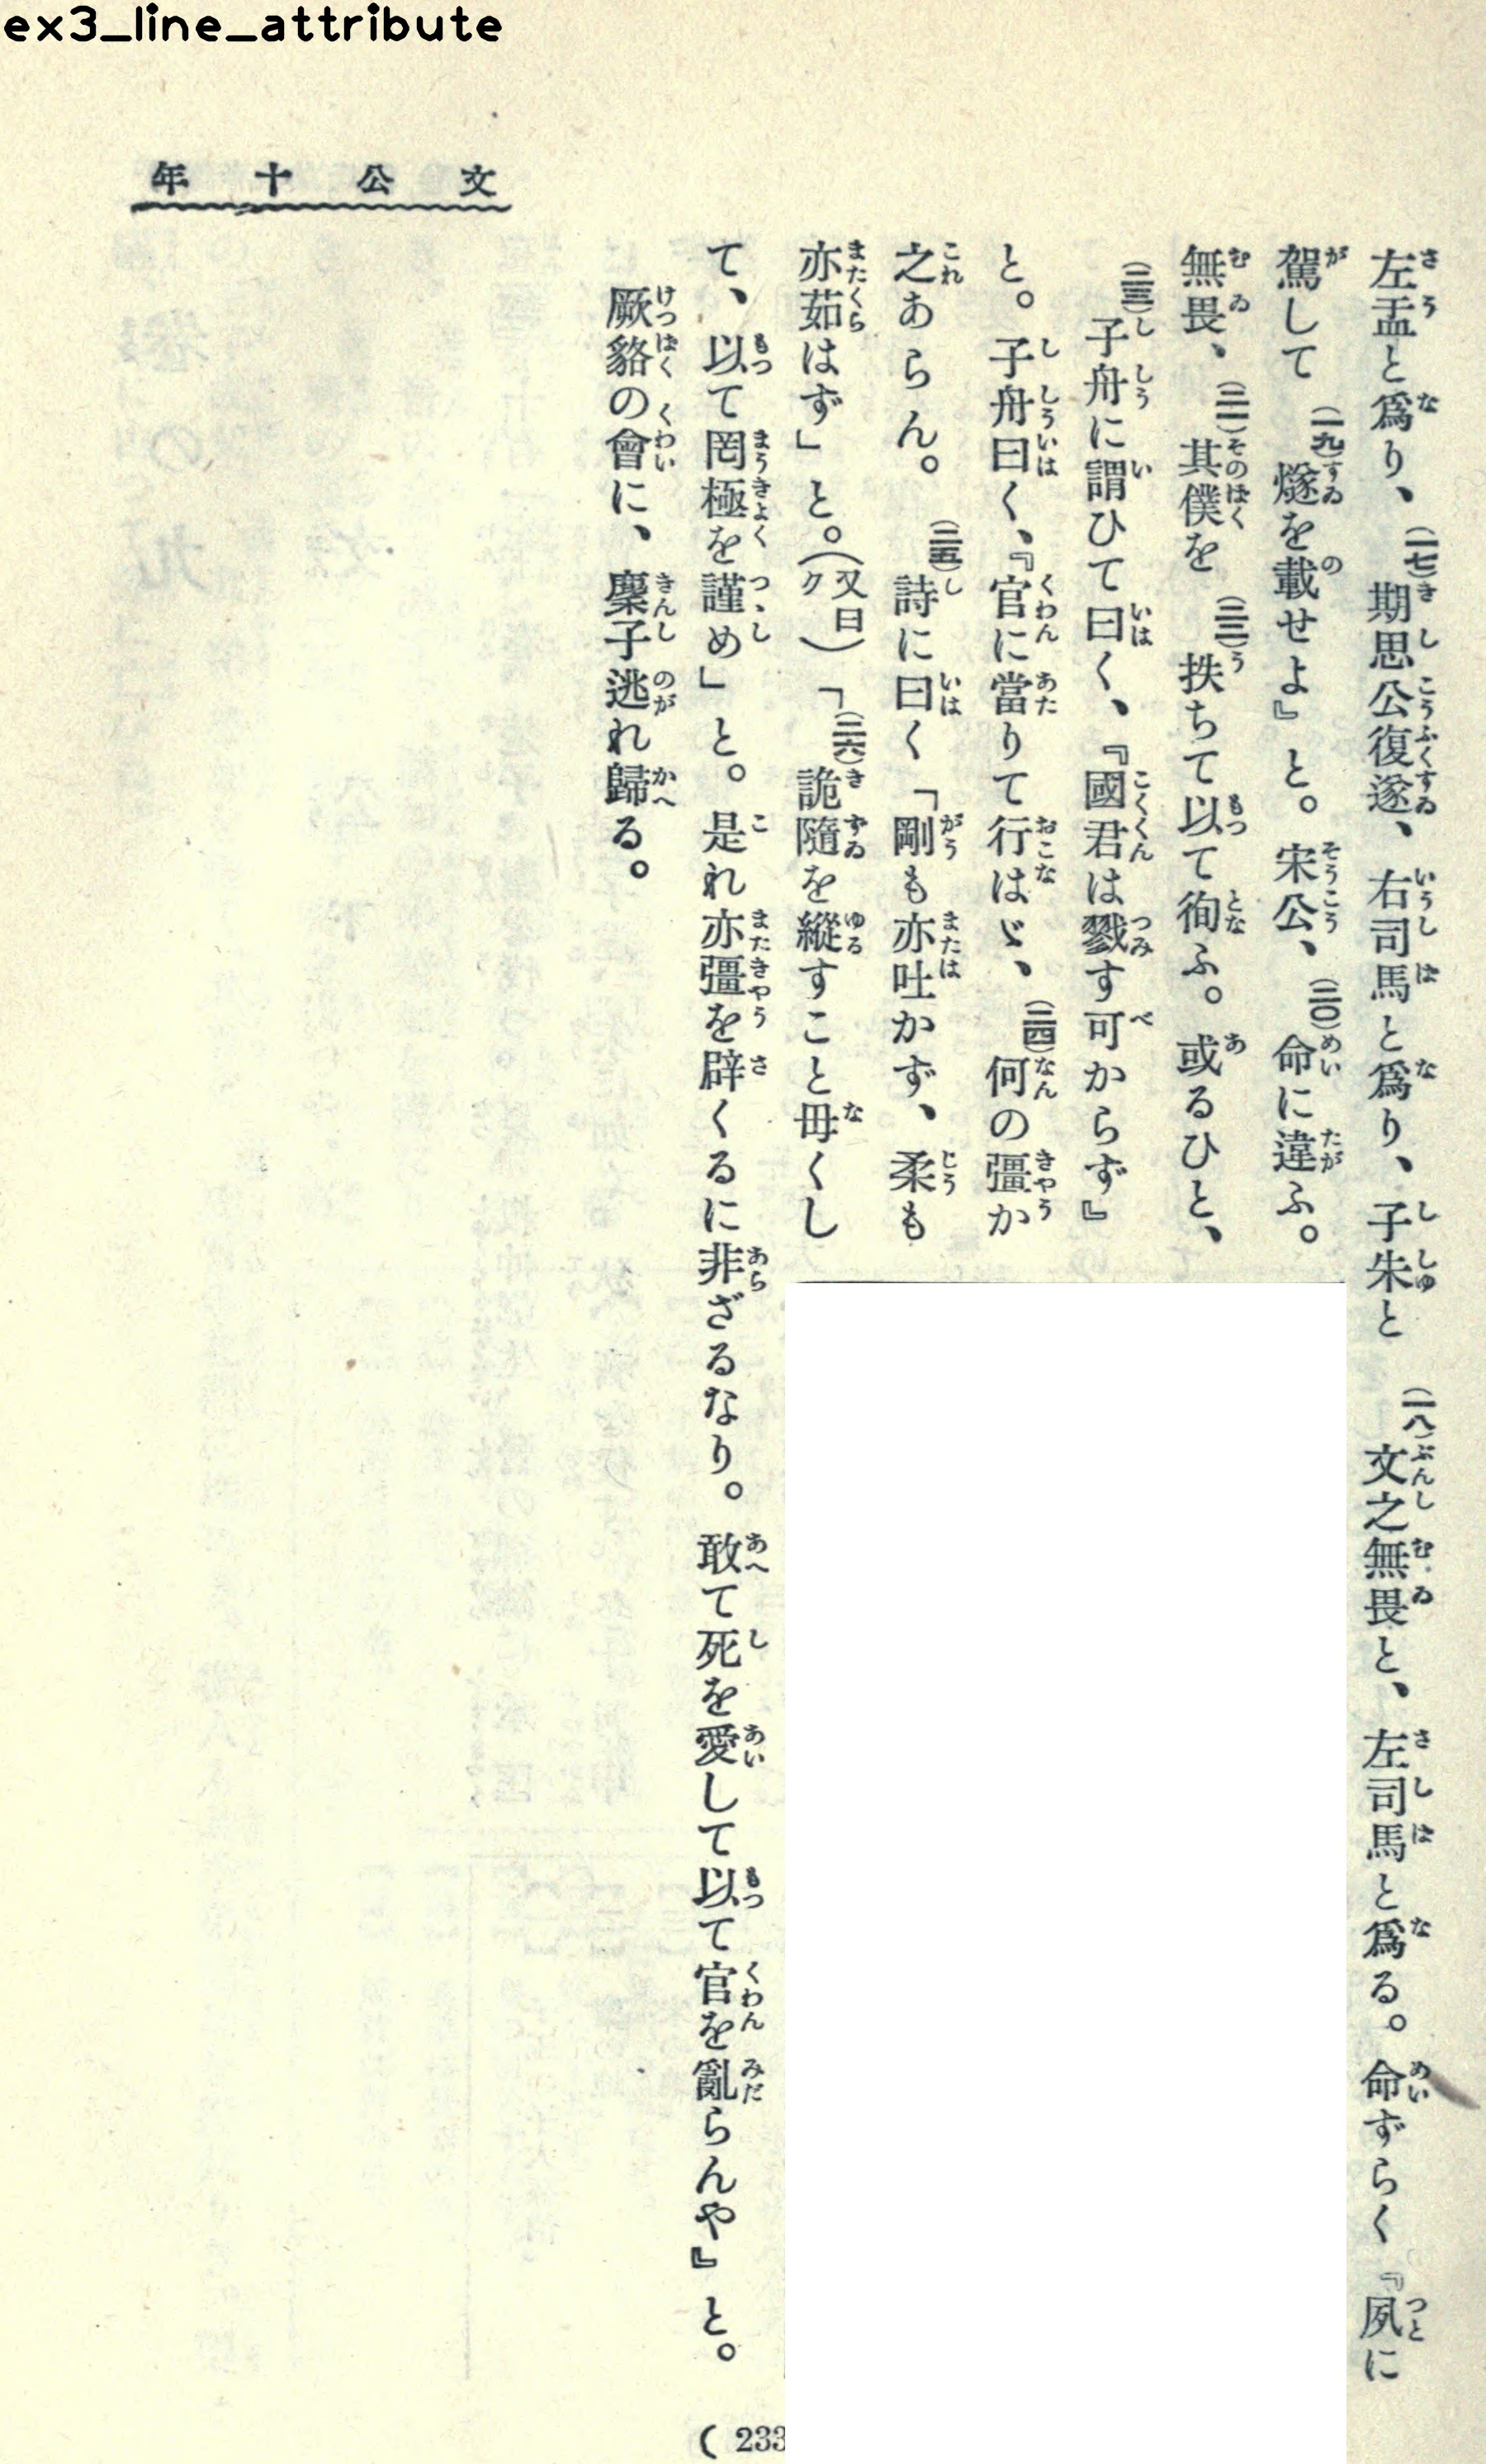 ex3_line_attribute
文公十年
左盂と爲り、(一七)期思公復遂、右司馬と爲り、子朱と(一八)文之無畏と、左司馬と爲る。命ずらく『夙に
駕して(一九)燧を載せよ』と。宋公、(二〇)命に違ふ。
無畏、(二一)其僕を(二二)抶ちて以て徇ふ。或るひと、
(二三)子舟に謂ひて曰く、『國君は戮す可からず』
と。子舟曰く、『官に當りて行はゞ、(二四)何の彊か
之あらん。(二五)詩に曰く「剛も亦吐かず、柔も
亦茹はず」と。(又曰ク)「(二六)詭隨を縱すこと毋くし
て、以て罔極を謹め」と。是れ亦彊を辟くるに非ざるなり。敢て死を愛して以て官を亂らんや』と。
厥貉の會に、麇子逃れ歸る。
( 233